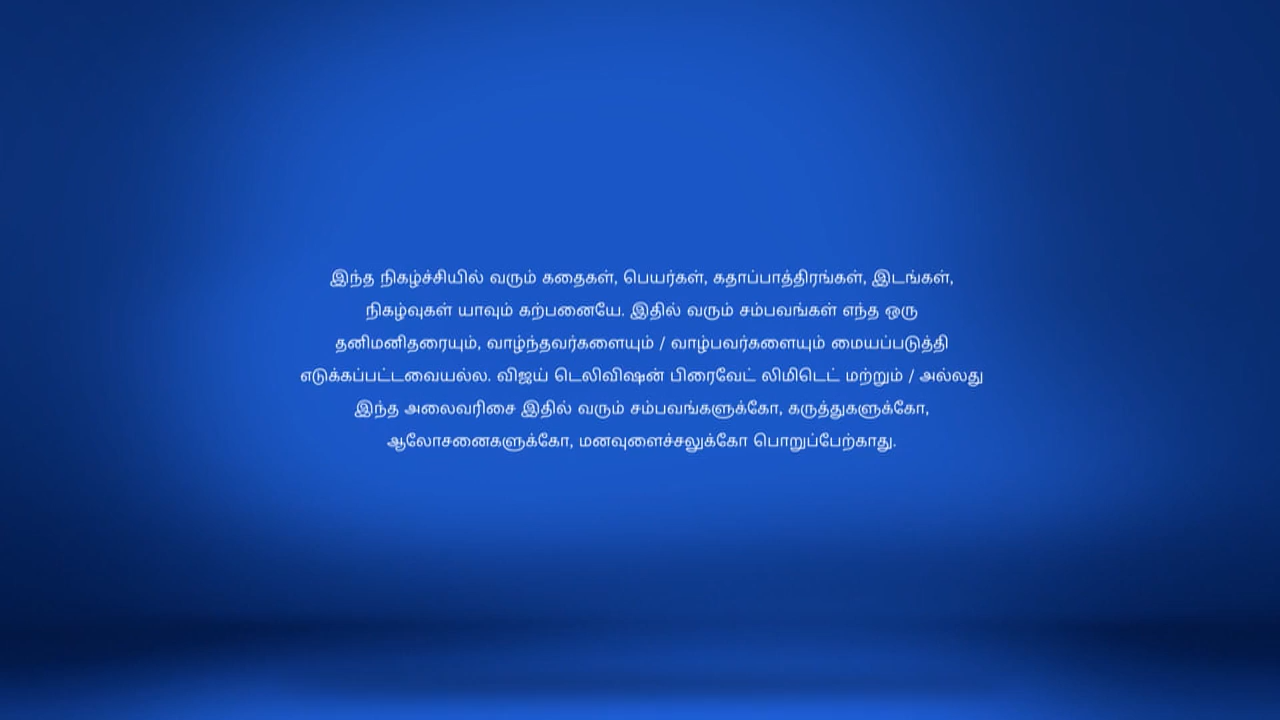 இந்த நிகழ்ச்சியில் வரும் கதைகள், பெயர்கள், கதாப்பாத்திரங்கள், இடங்கள்,
நிகழ்வுகள் யாவும் கற்பனையே. இதில் வரும் சம்பவங்கள் எந்த ஒரு
தனிமனிதரையும், வாழ்ந்தவர்களையும் / வாழ்பவர்களையும் மையப்படுத்தி
எடுக்கப்பட்டவையல்ல. விஜய் டெலிவிஷன் பிரைவேட் லிமிடெட் மற்றும் / அல்லது
இந்த அலைவரிசை இதில் வரும் சம்பவங்களுக்கோ, கருத்துகளுக்கோ,
ஆலோசனைகளுக்கோ, மனவுளைச்சலுக்கோ பொறுப்பேற்காது.